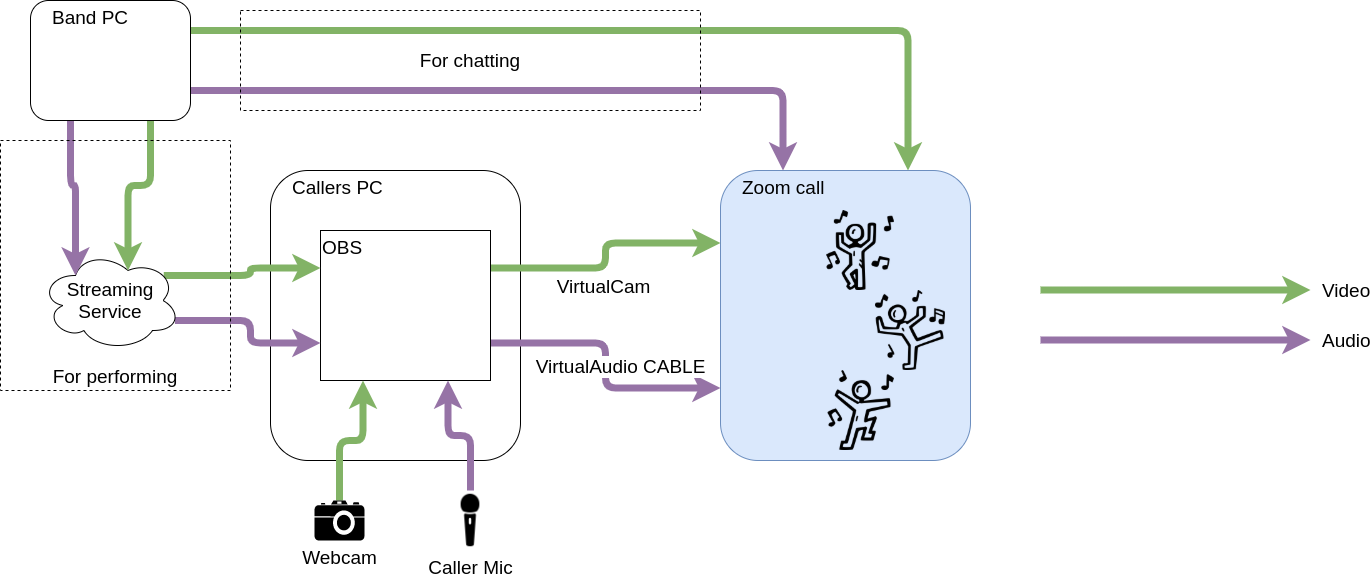 Band PC
For chatting
Callers PC
Zoom call
OBS
Streaming
Service
VirtualCam
Video
Audio
VirtualAudio CABLE
For performing
Webcam
Caller Mic